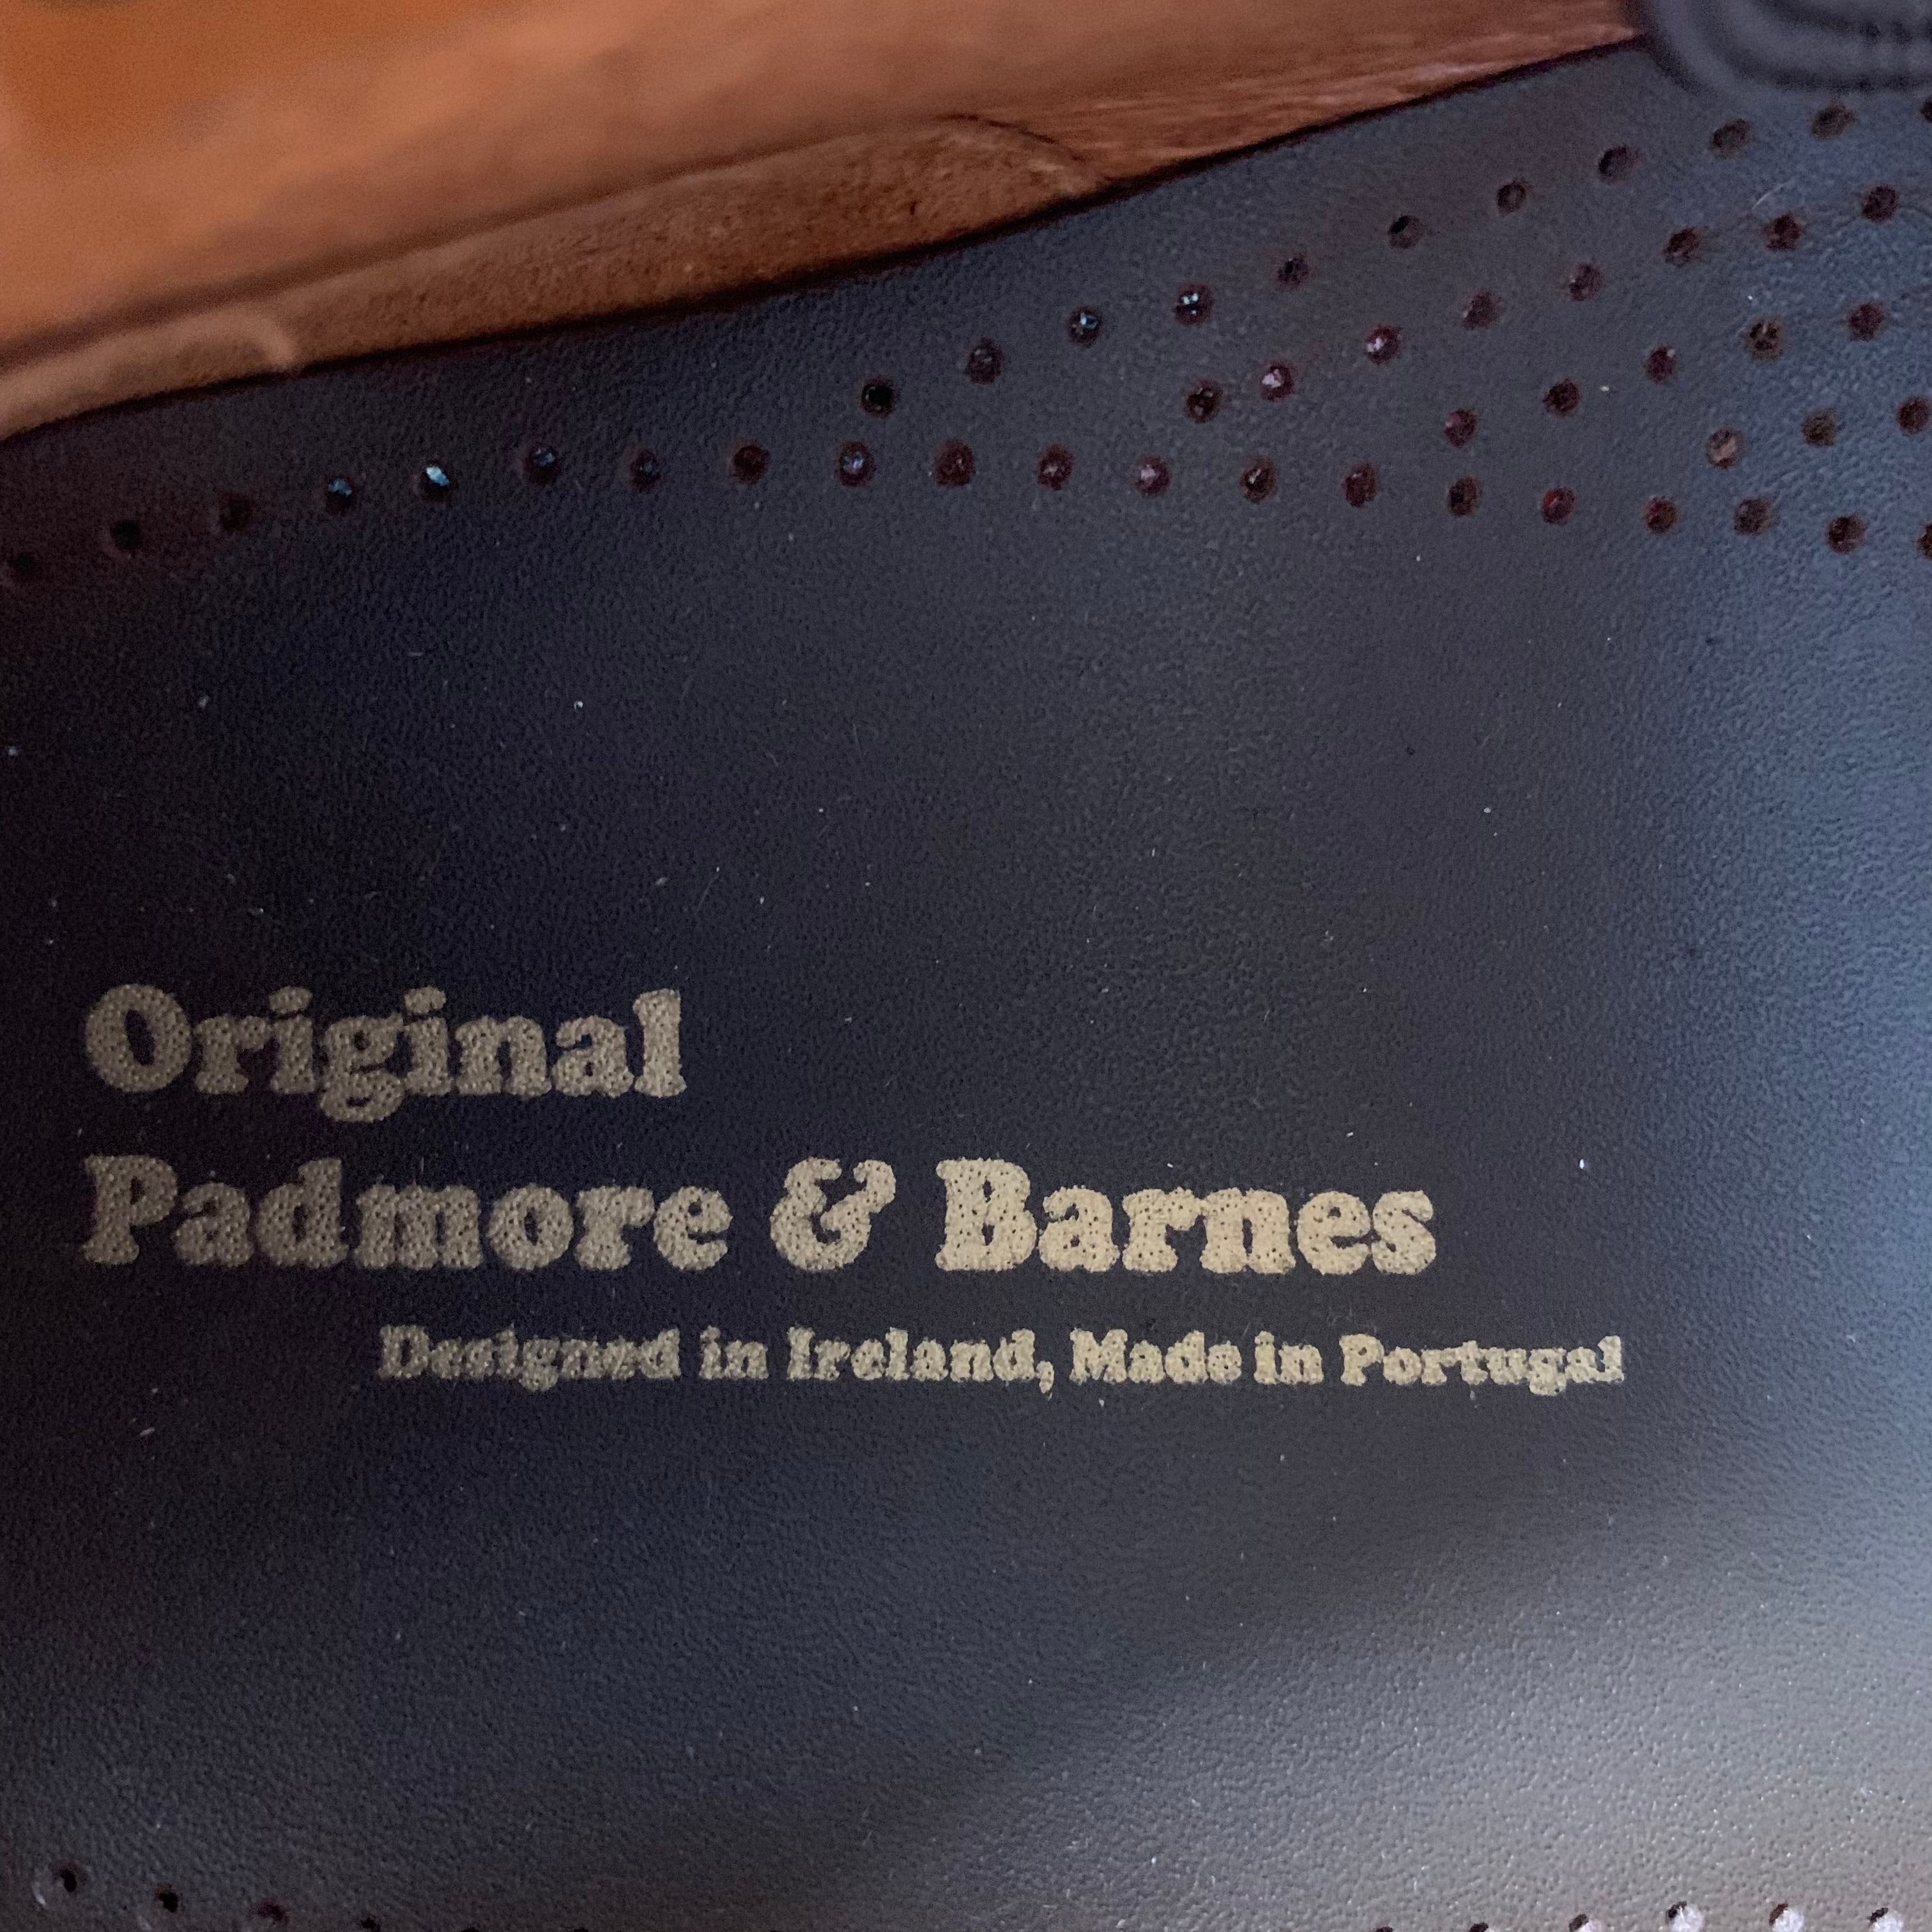 Original
Padmore & Barnes
Designed in Ireland, Made in Portugal